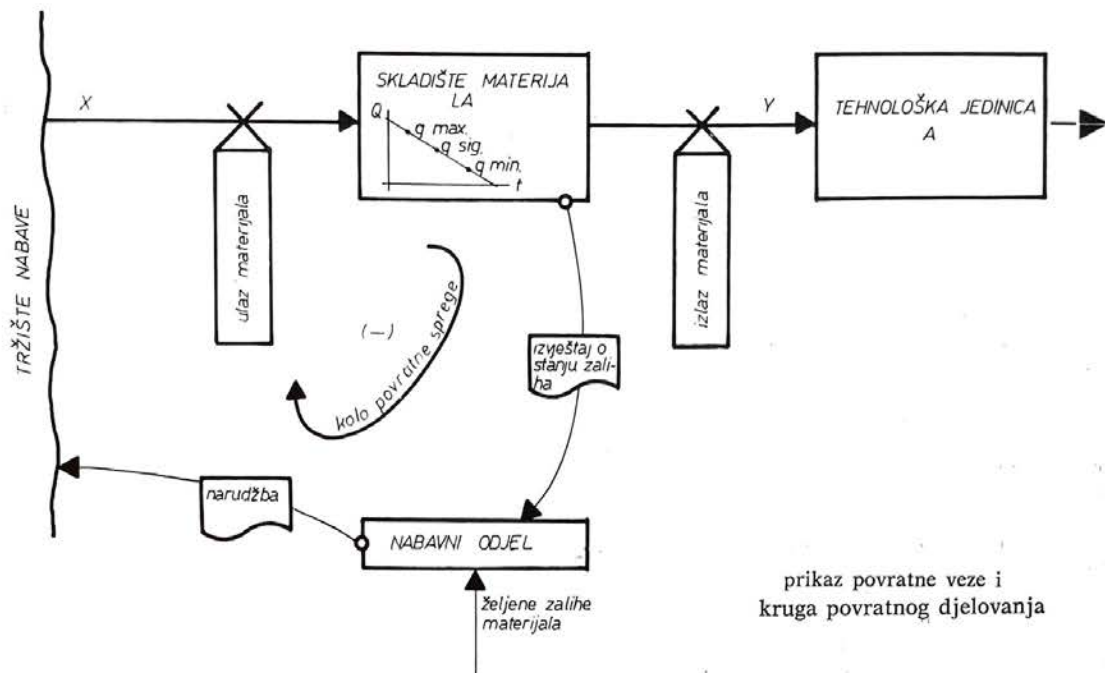 SKLADIŠTE MATERIJA
LA
Q
q max.
q sig.
q min.
t
X
Y
TEHNOLOŠKA JEDINICA
A
TRŽIŠTE NABAVE
ulaz materijala
izlaz materijala
(—)
kolo povratne sprege
izvještaj o
stanju zali-
ha
narudžba
NABAVNI ODJEL
željene zalihe
materijala
prikaz povratne veze i
kruga povratnog djelovanja